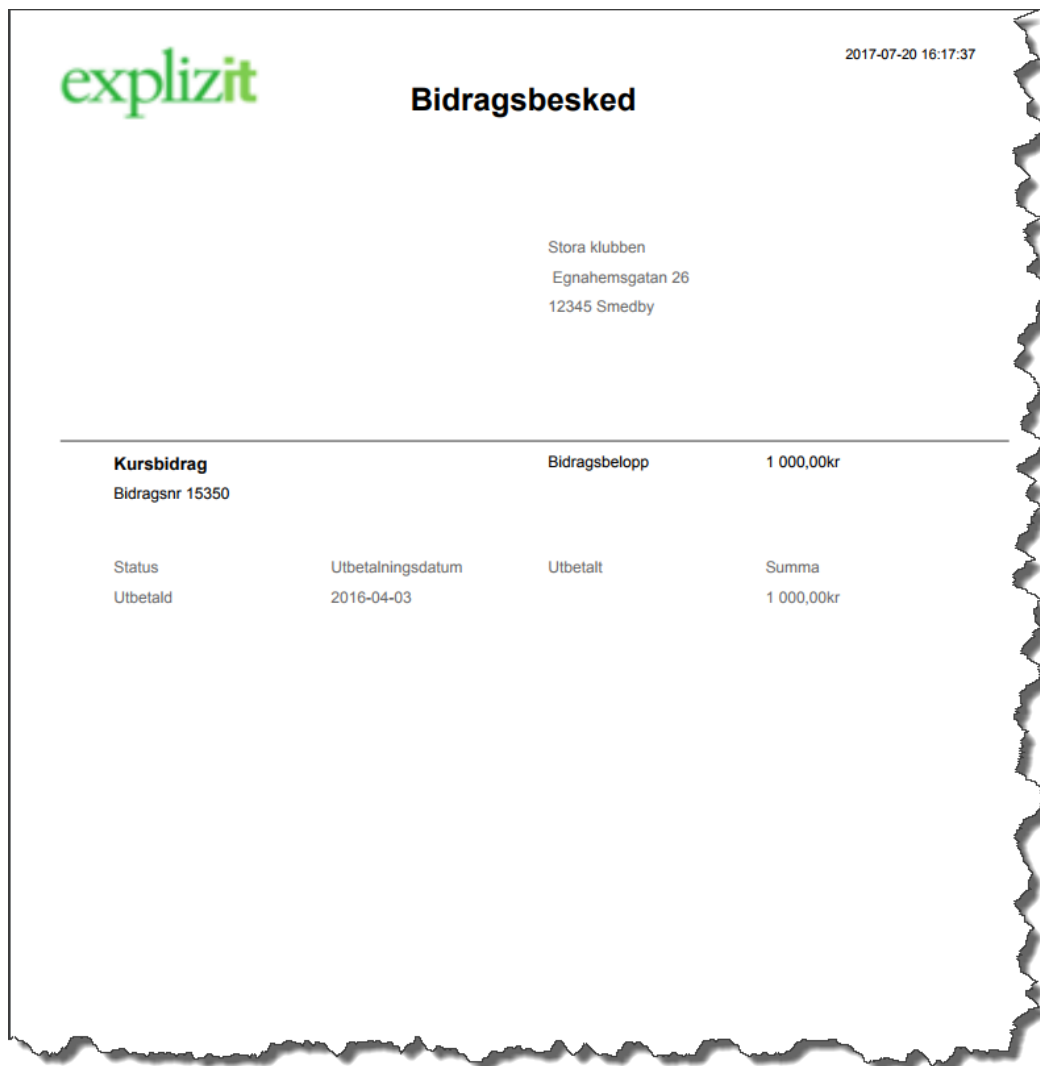 2017-07-20 16:17:37
explizit
Bidragsbesked
Stora klubben
Egnahemsgatan 26
12345 Smedby
Kursbidrag Bidragsbelopp 1 000,00kr
Bidragsnr 15350
Status Utbetalningsdatum Utbetalt Summa
Utbetald 2016-04-03 1 000,00kr